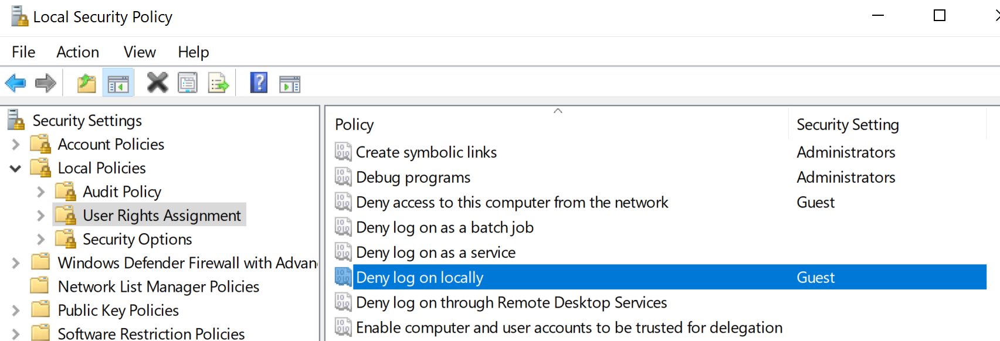 Local Security Policy
File Action View Help
Security Settings
Account Policies
Local Policies
Audit Policy
User Rights Assignment
Security Options
Windows Defender Firewall with Advan
Network List Manager Policies
Public Key Policies
Software Restriction Policies
Policy Security Setting
Create symbolic links Administrators
Debug programs Administrators
Deny access to this computer from the network Guest
Deny log on as a batch job
Deny log on as a service
Deny log on locally Guest
Deny log on through Remote Desktop Services
Enable computer and user accounts to be trusted for delegation